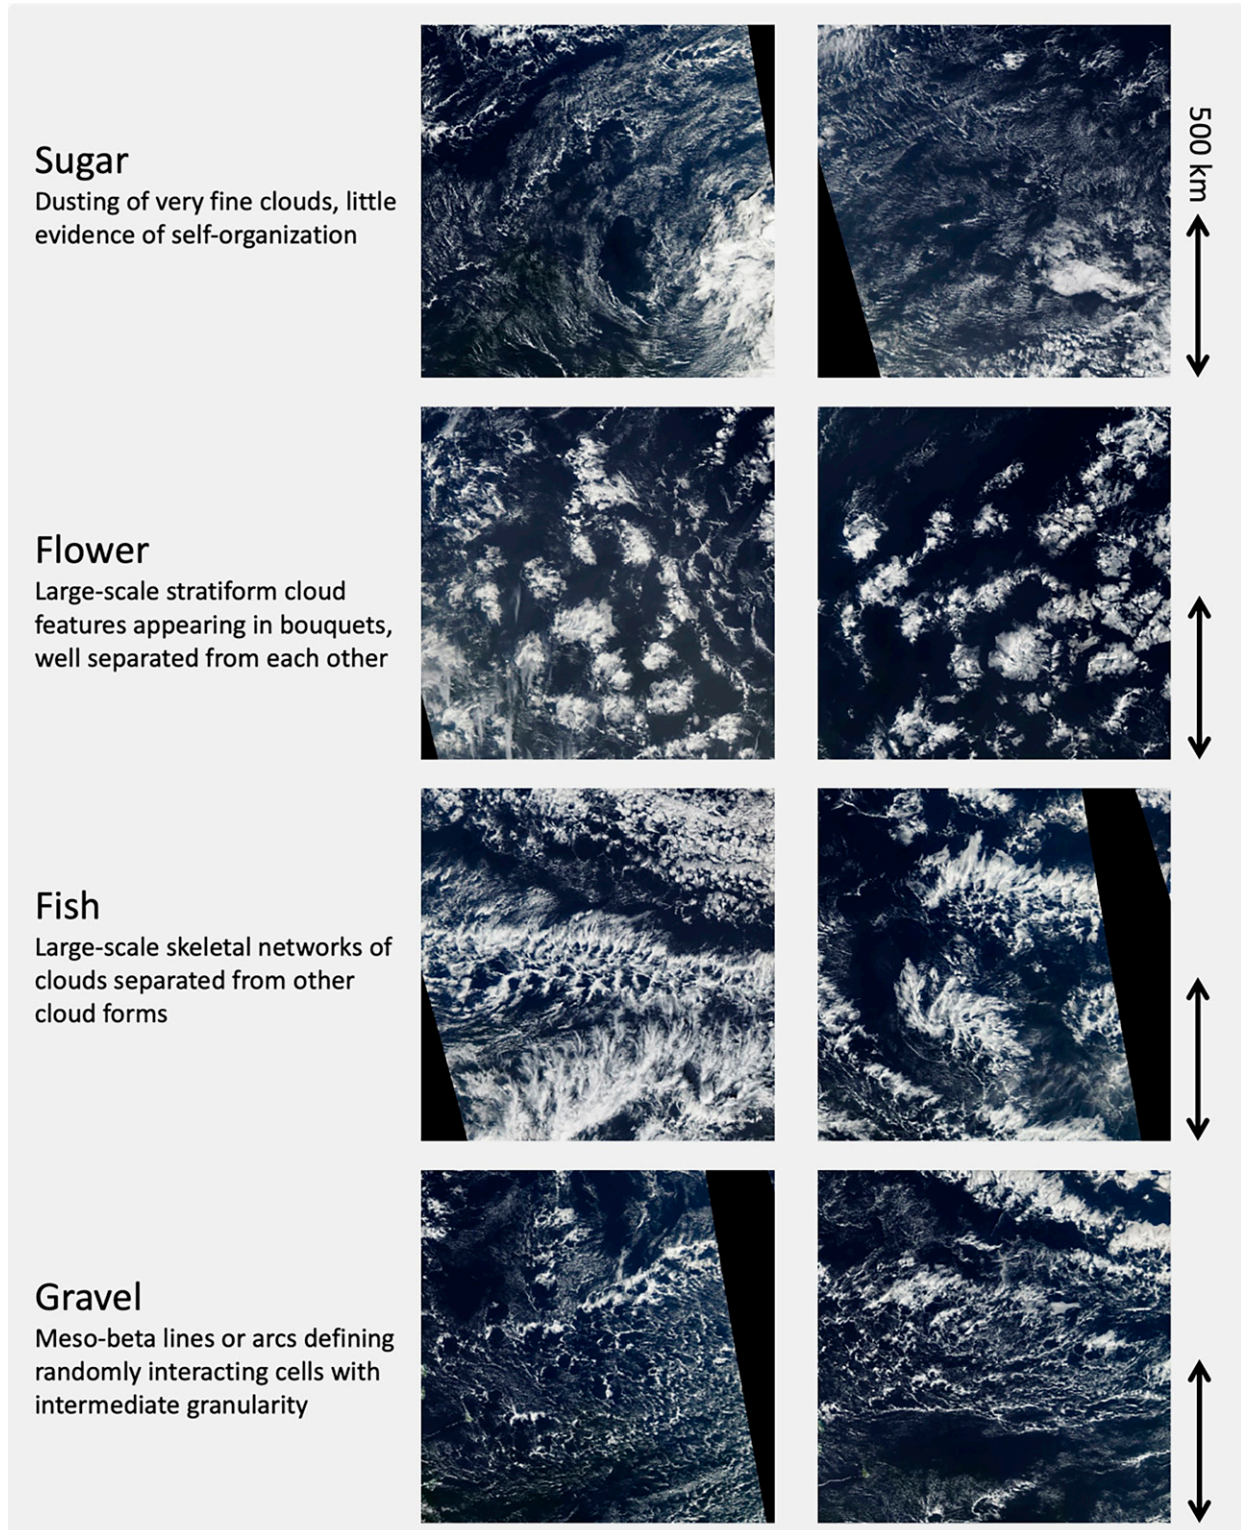 Sugar
Dusting of very fine clouds, little
evidence of self-organization
500 km
Flower
Large-scale stratiform cloud
features appearing in bouquets,
well separated from each other
Fish
Large-scale skeletal networks of
clouds separated from other
cloud forms
Gravel
Meso-beta lines or arcs defining
randomly interacting cells with
intermediate granularity